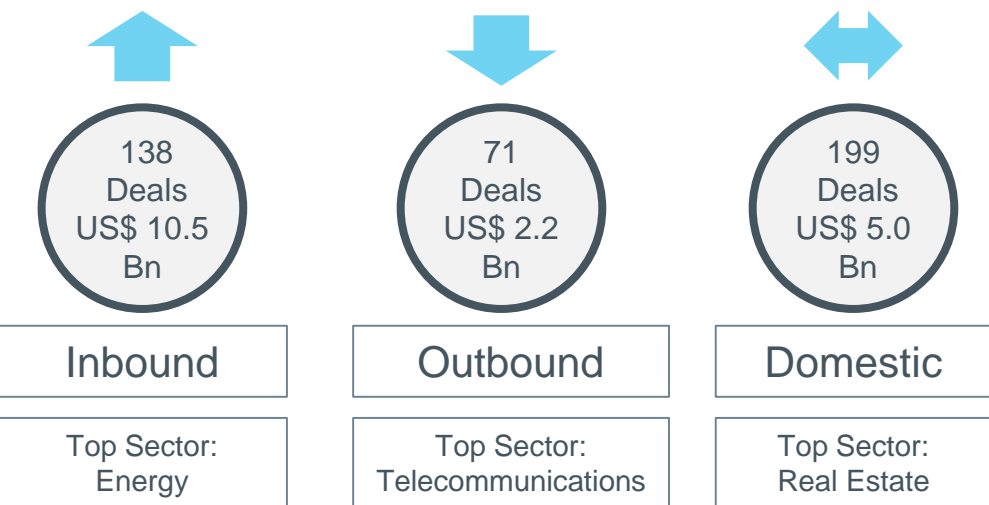 138
Deals
US$ 10.5
Bn
71
Deals
US$ 2.2
Bn
199
Deals
US$ 5.0
Bn
Inbound
Outbound
Domestic
Top Sector:
Energy
Top Sector:
Telecommunications
Top Sector:
Real Estate